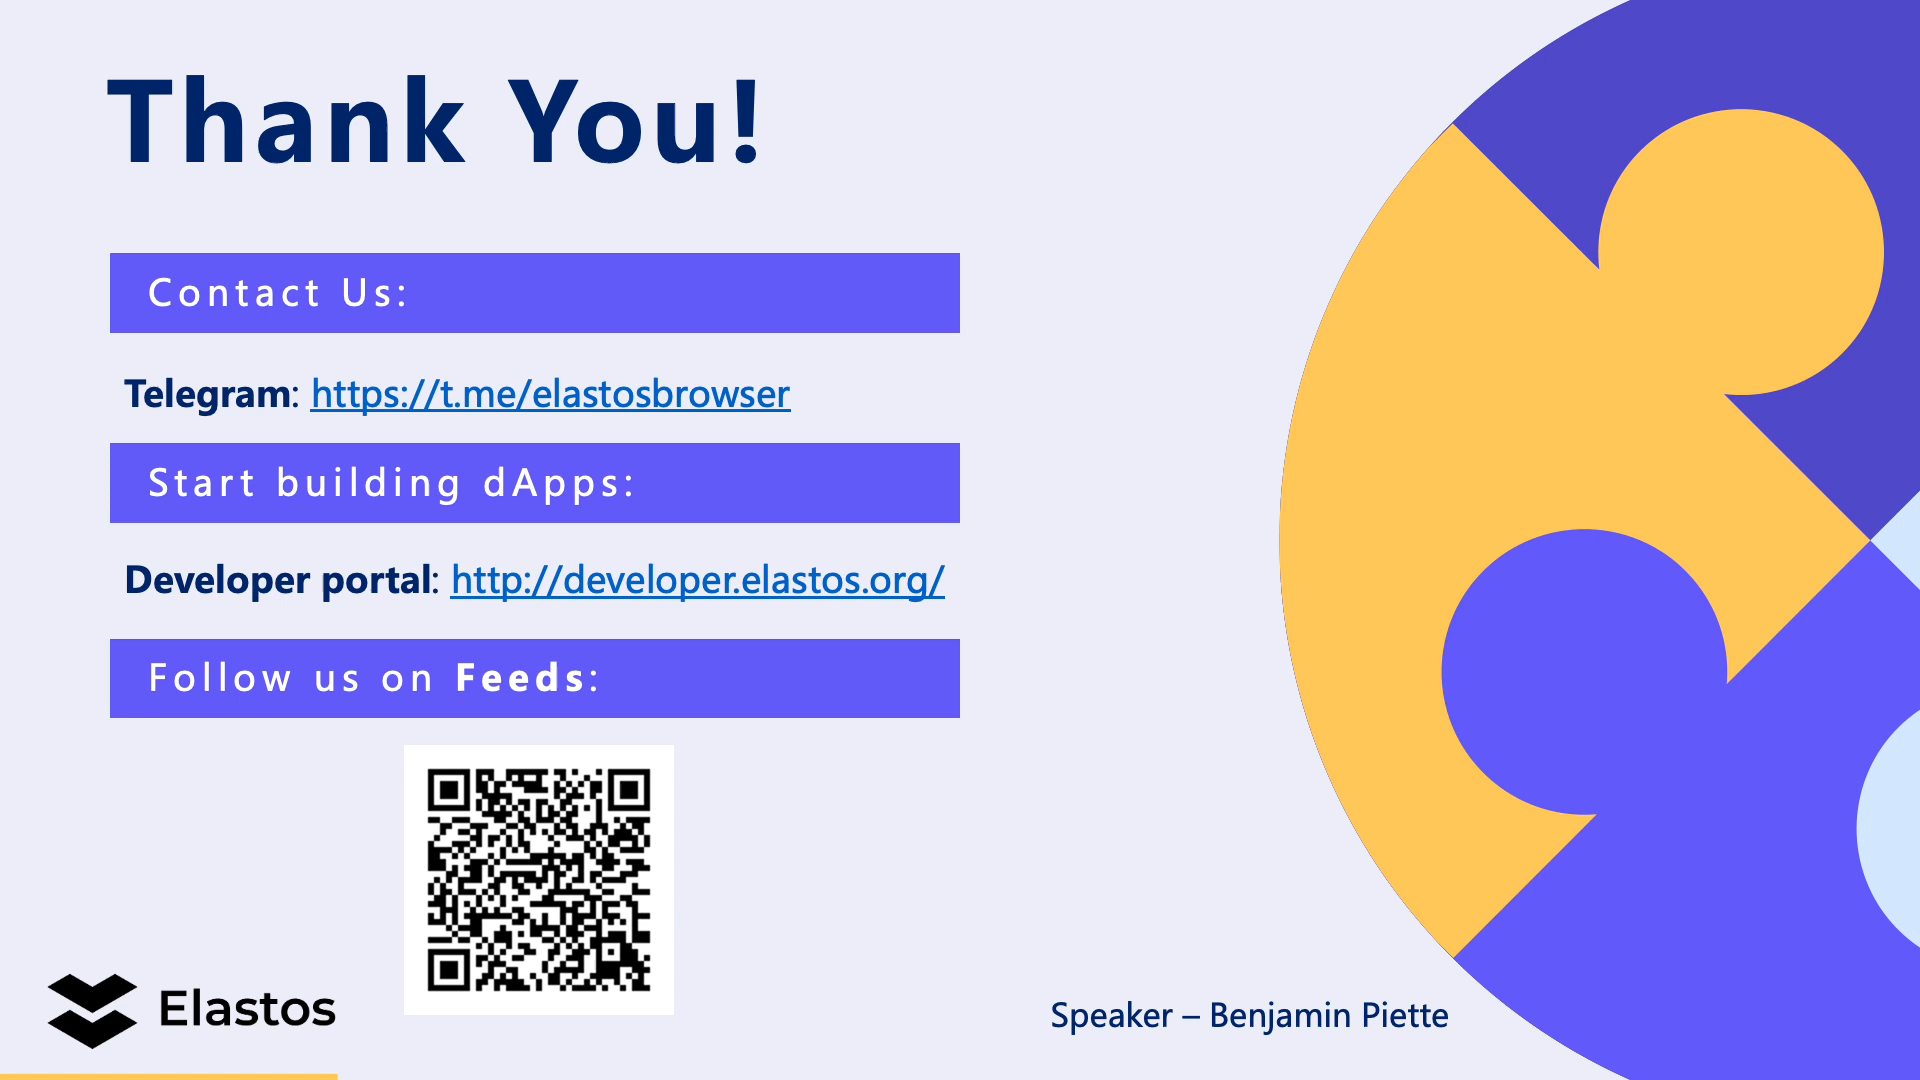 Thank You!
Contact Us:
Telegram: https://t.me/elastosbrowser
Start building dApps:
Developer portal: http://developer.elastos.org/
Follow us on Feeds:
Elastos
Speaker – Benjamin Piette